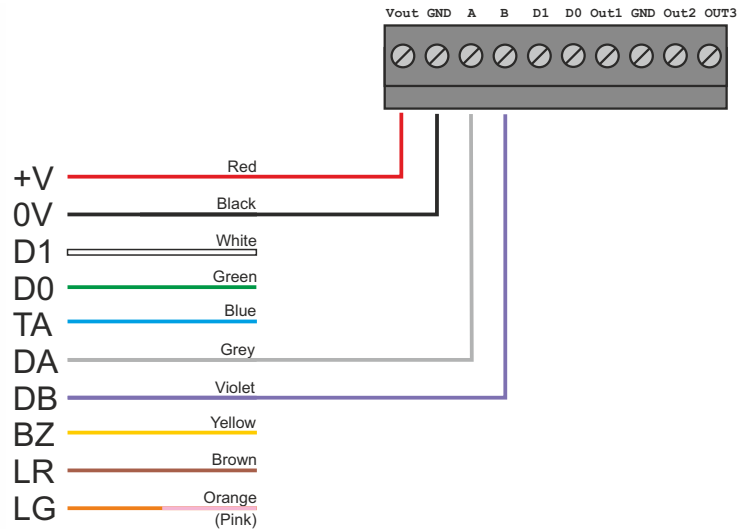 Vout GND A B D1 D0 Out1 GND Out2 OUT3
+V Red
0V Black
D1 White
D0 Green
TA Blue
DA Grey
DB Violet
BZ Yellow
LR Brown
LG Orange
(Pink)